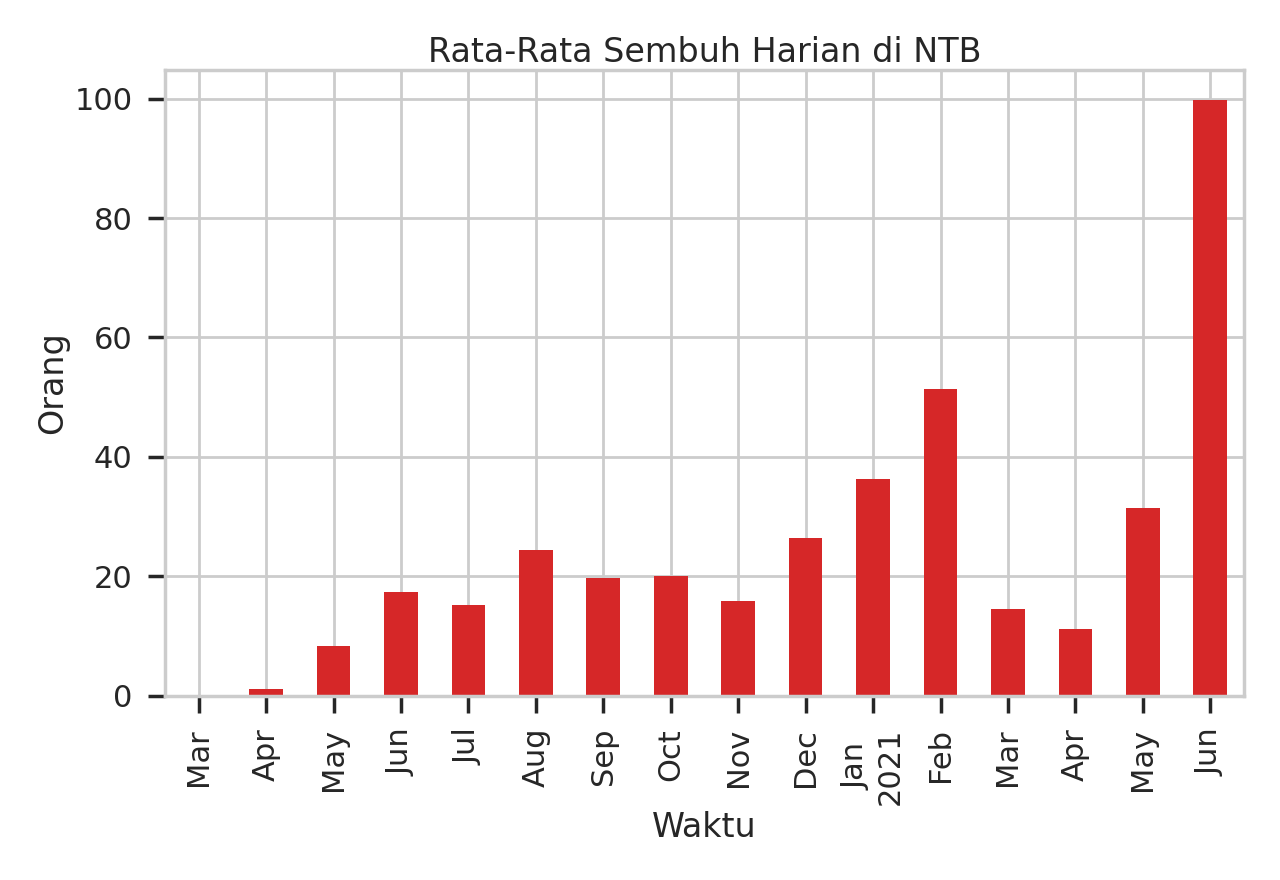 Rata-Rata Sembuh Harian di NTB
100
80
60
40
20
0
Orang
Mar
Apr
May
Jun
Jul
Aug
Sep
Oct
Nov
Dec
Jan
2021
Feb
Mar
Apr
May
Jun
Waktu